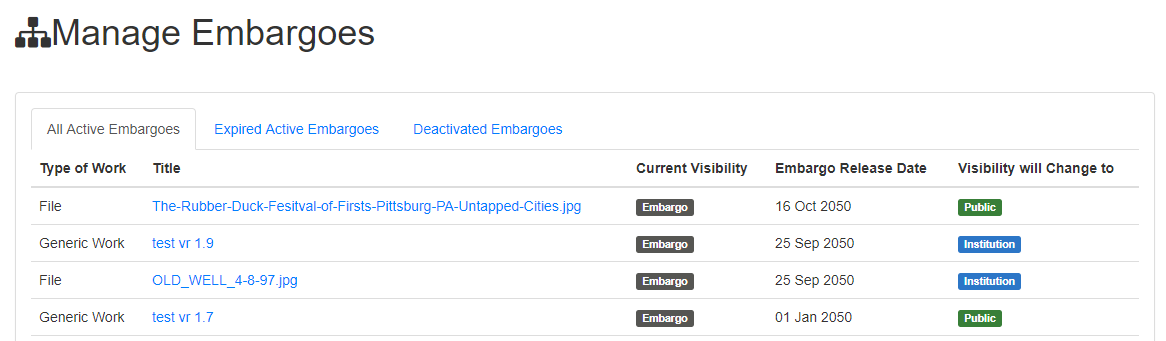 Manage Embargoes
All Active Embargoes Expired Active Embargoes Deactivated Embargoes
Type of Work Title Current Visibility Embargo Release Date Visibility will Change to
File The-Rubber-Duck-Fesitval-of-Firsts-Pittsburg-PA-Untapped-Cities.jpg Embargo 16 Oct 2050 Public
Generic Work test vr 1.9 Embargo 25 Sep 2050 Institution
File OLD_WELL_4-8-97.jpg Embargo 25 Sep 2050 Institution
Generic Work test vr 1.7 Embargo 01 Jan 2050 Public